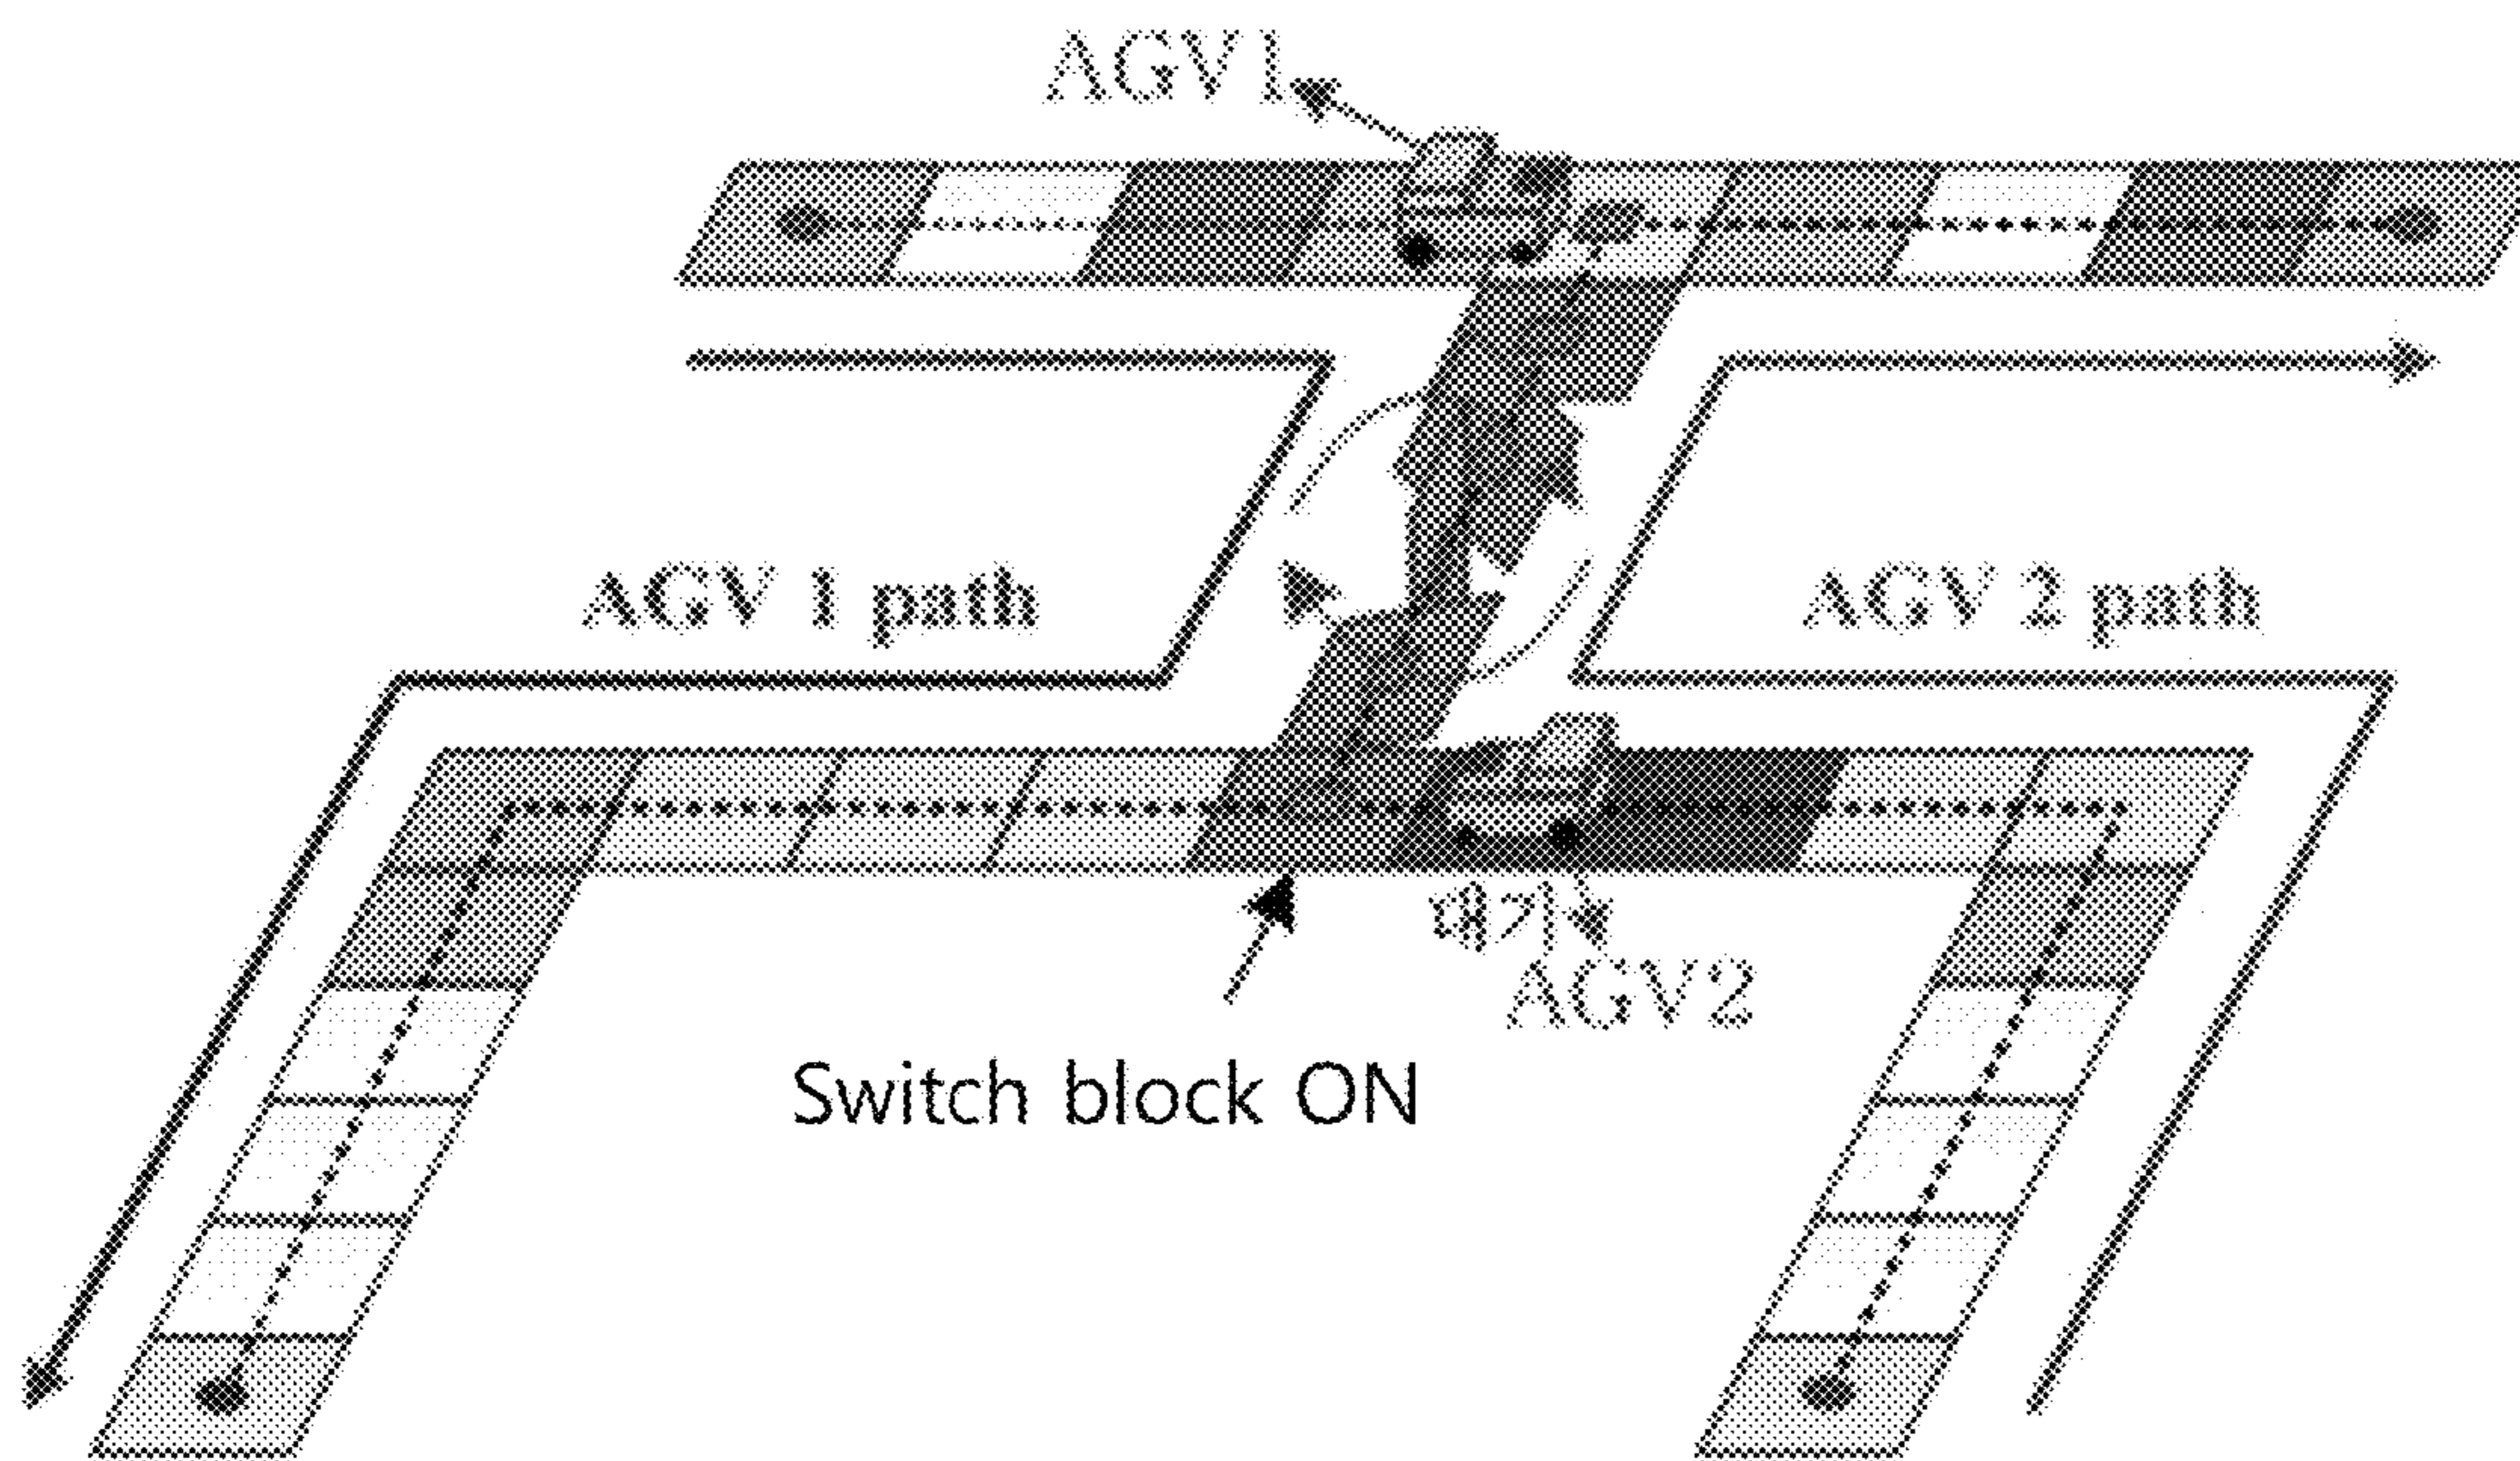 AGV1
AGV 1 path
AGV 2 path
대기
AGV2
Switch block ON